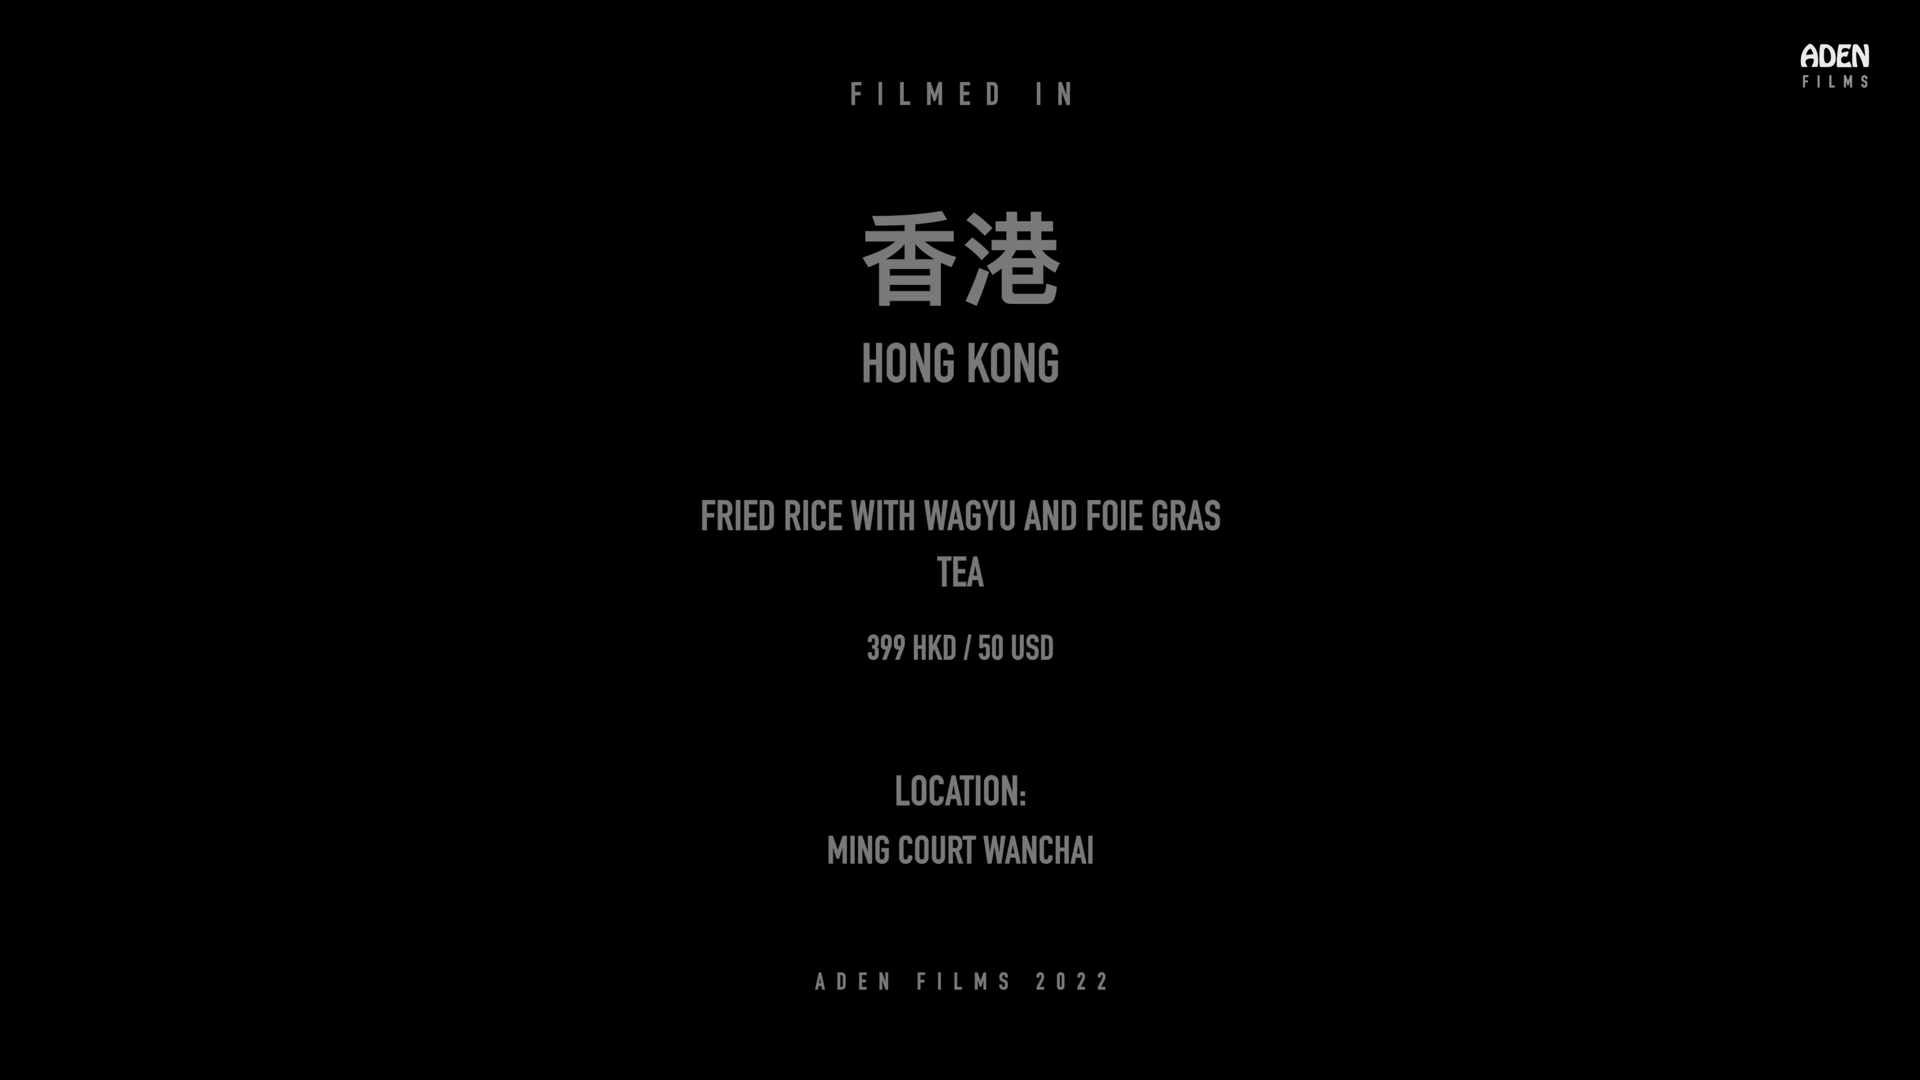 ADEN
FILMS
FILMED IN
香港
HONG KONG
FRIED RICE WITH WAGYU AND FOIE GRAS
TEA
399 HKD / 50 USD
LOCATION:
MING COURT WANCHAI
ADEN FILMS 2022